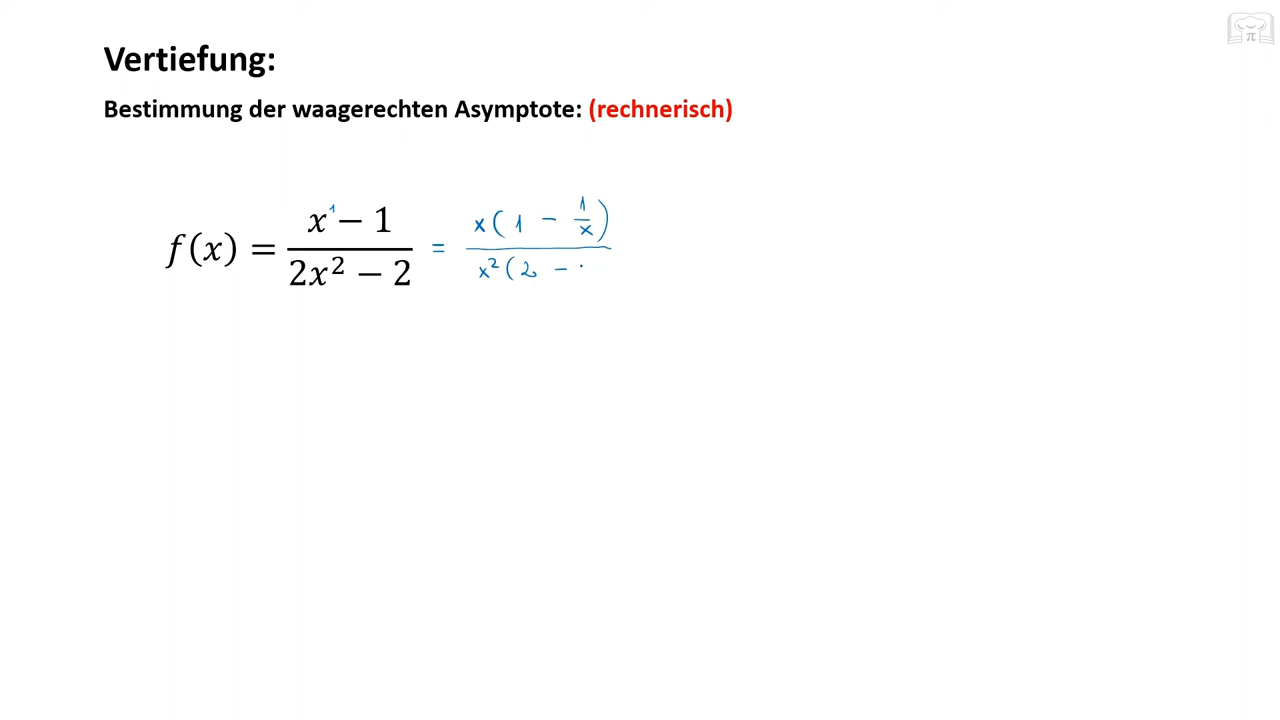 Vertiefung:
Bestimmung der waagerechten Asymptote: (rechnerisch)
f(x) = (x¹ − 1)/(2x² − 2) = x(1 − 1/x)/x²(2 −
π